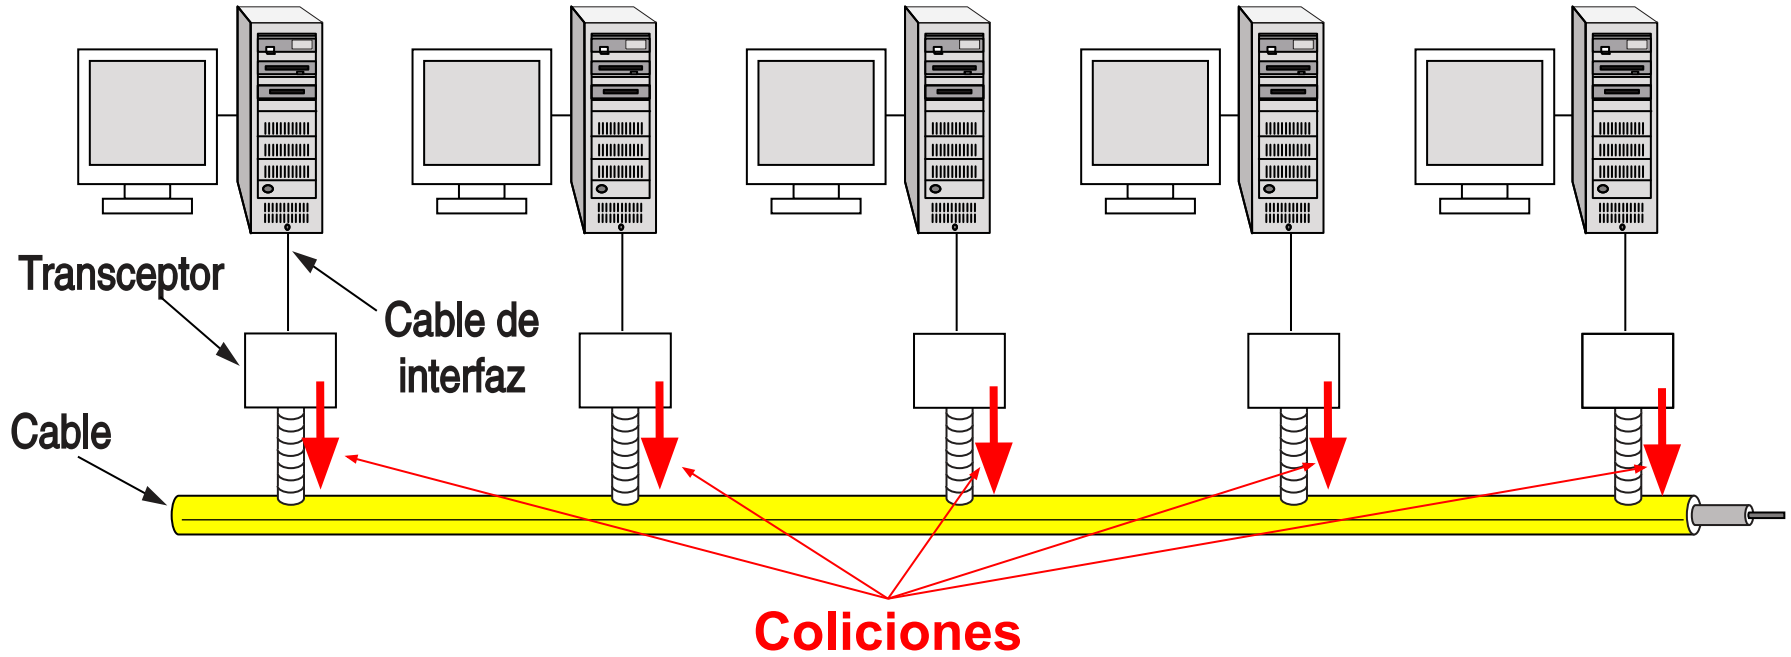 Transceptor
Cable de
interfaz
Cable
Coliciones